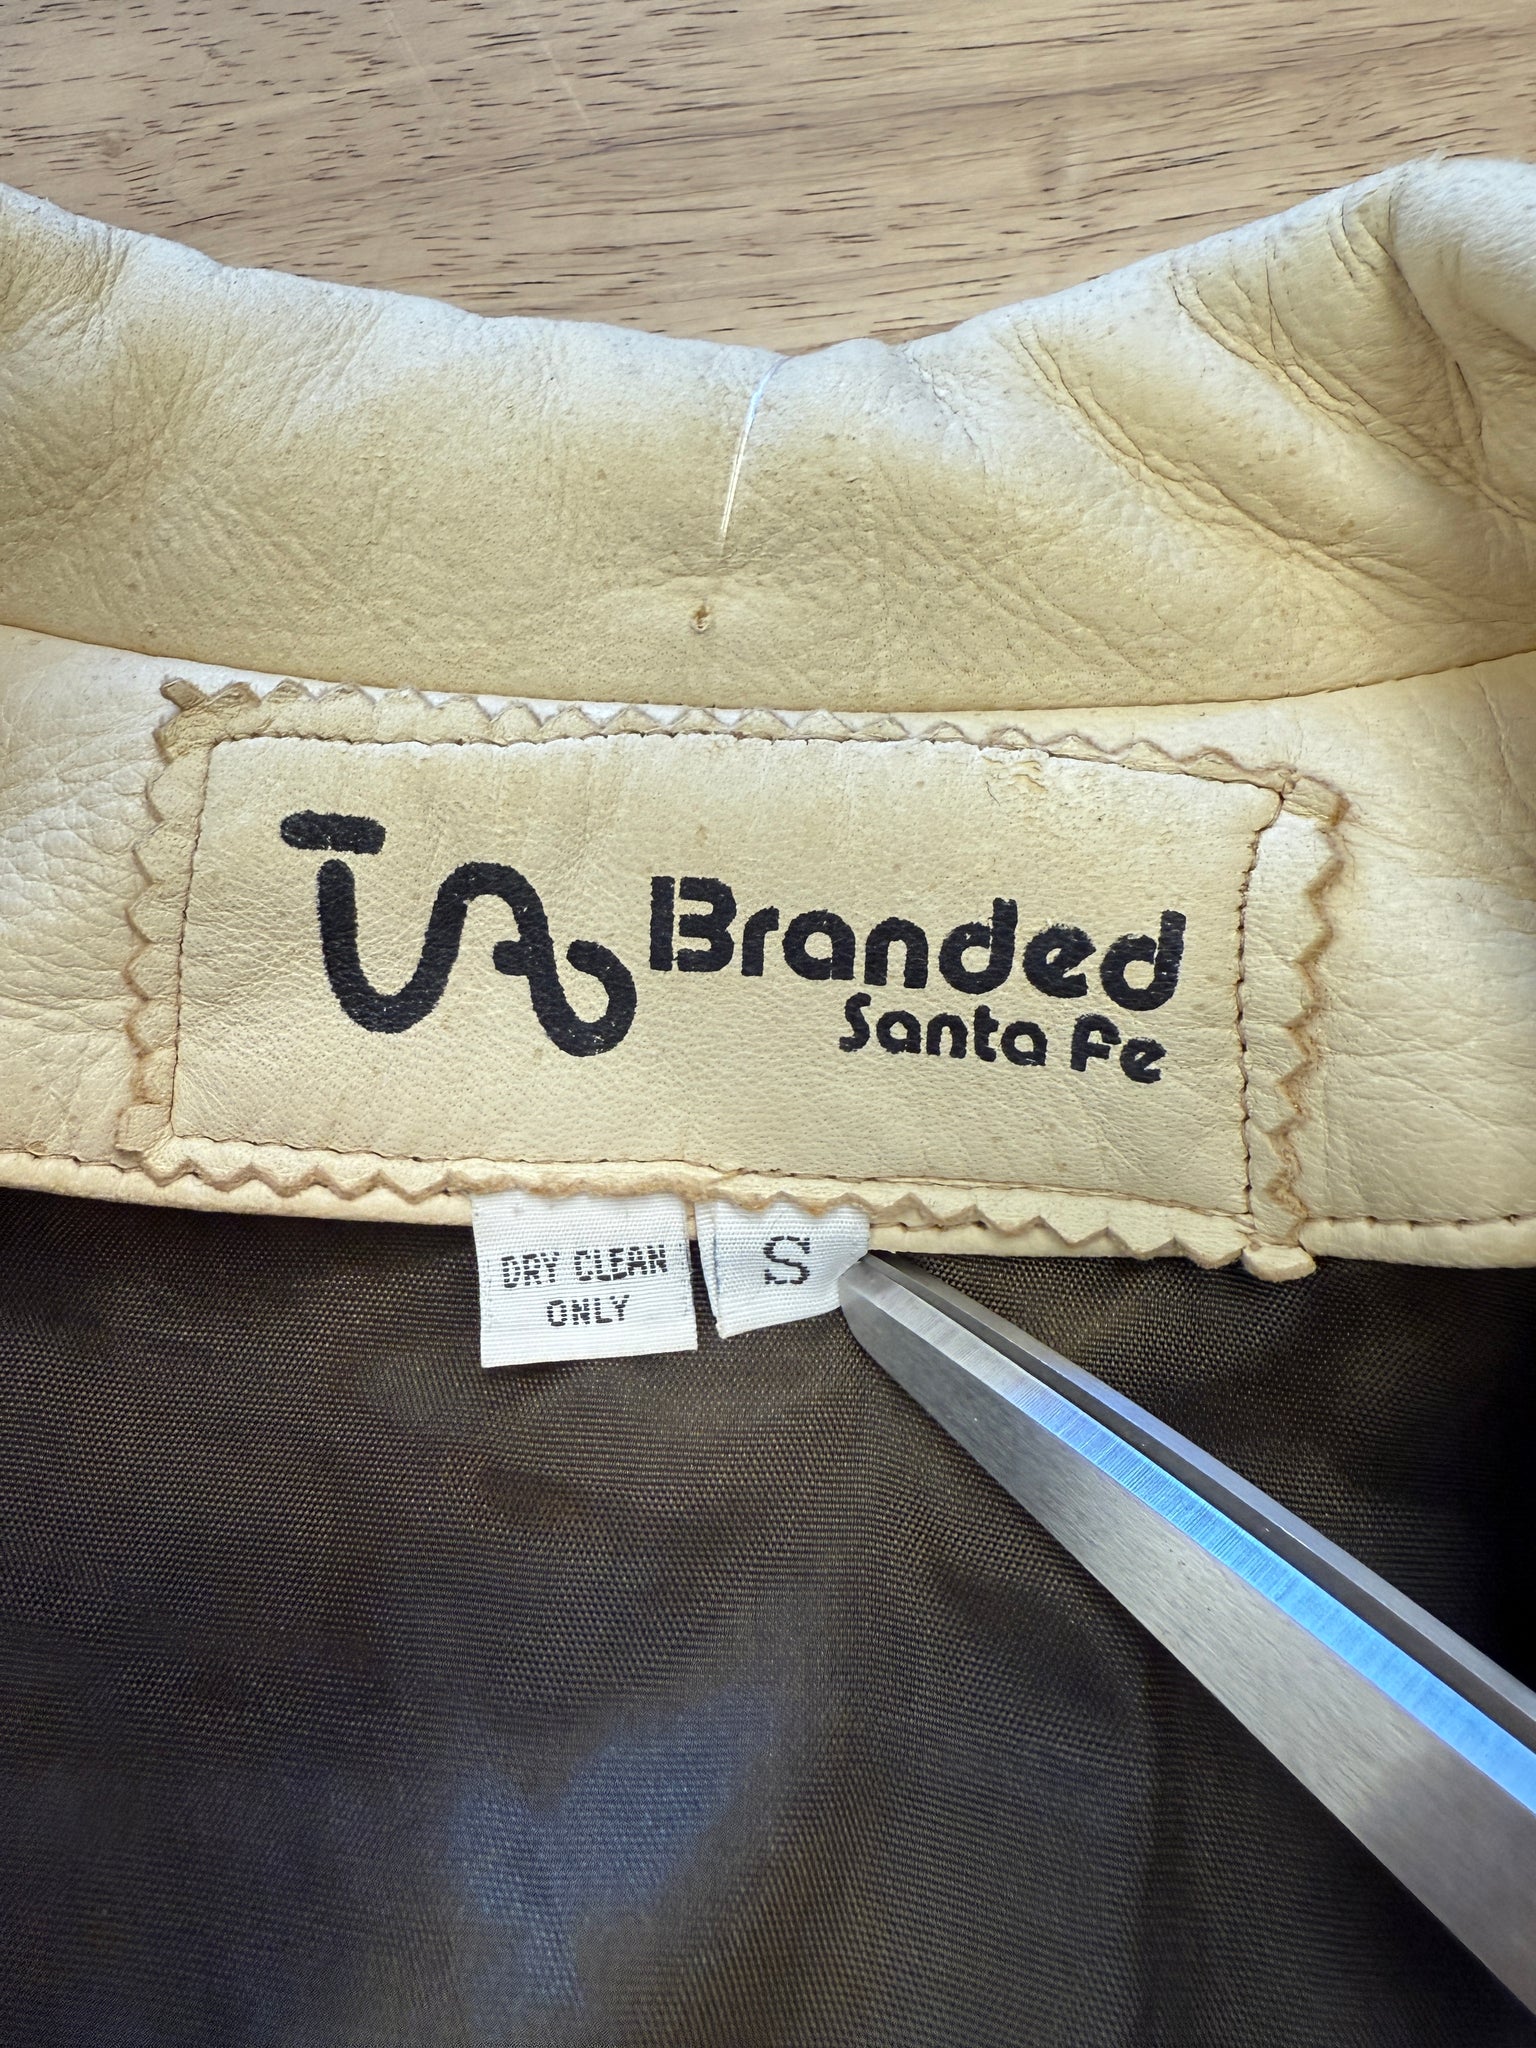 Branded
Santa Fe
DRY CLEAN
ONLY
S